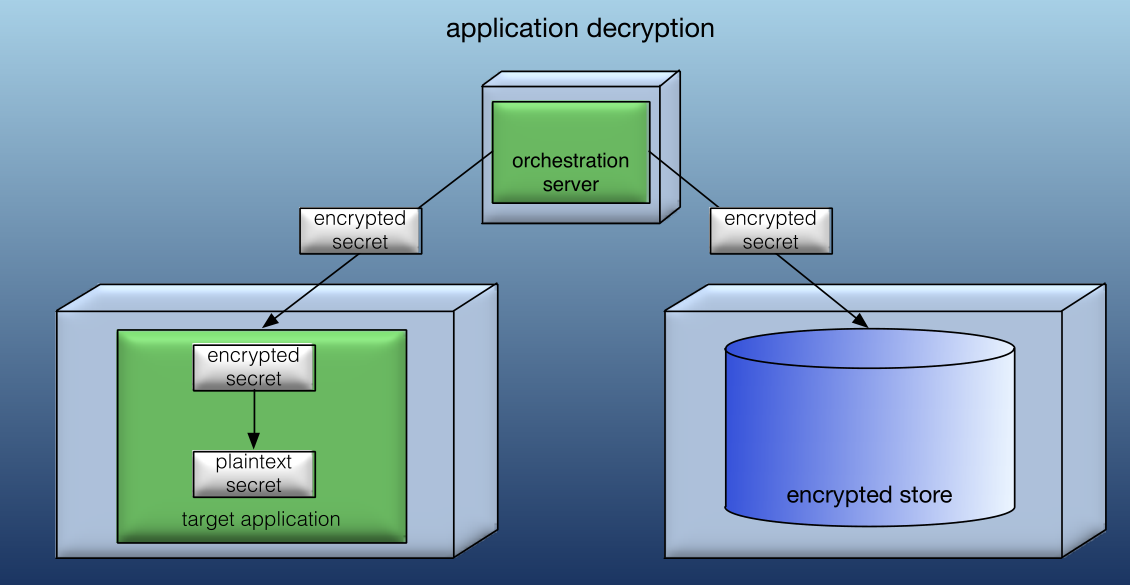 application decryption
orchestration
server
encrypted
secret
encrypted
secret
encrypted
secret
plaintext
secret
target application
encrypted store